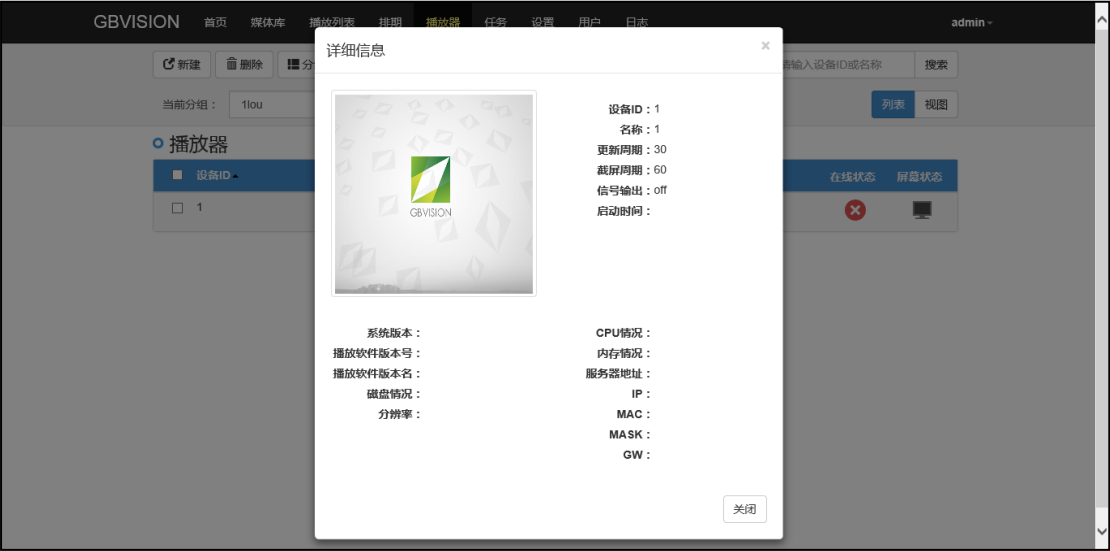 GBVISION 首页 媒体库 播放列表 排期 播放器 任务 设置 用户 日志 admin
详细信息 ×
新建 删除 分 输入设备ID或名称 搜索
当前分组： 1lou 列表 视图
播放器
设备ID 在线状态 屏幕状态
1
GBVISION
设备ID：1
名称：1
更新周期：30
截屏周期：60
信号输出：off
启动时间：
系统版本： CPU情况：
播放软件版本号： 内存情况：
播放软件版本名： 服务器地址：
磁盘情况： IP：
分辨率： MAC：
MASK：
GW：
关闭